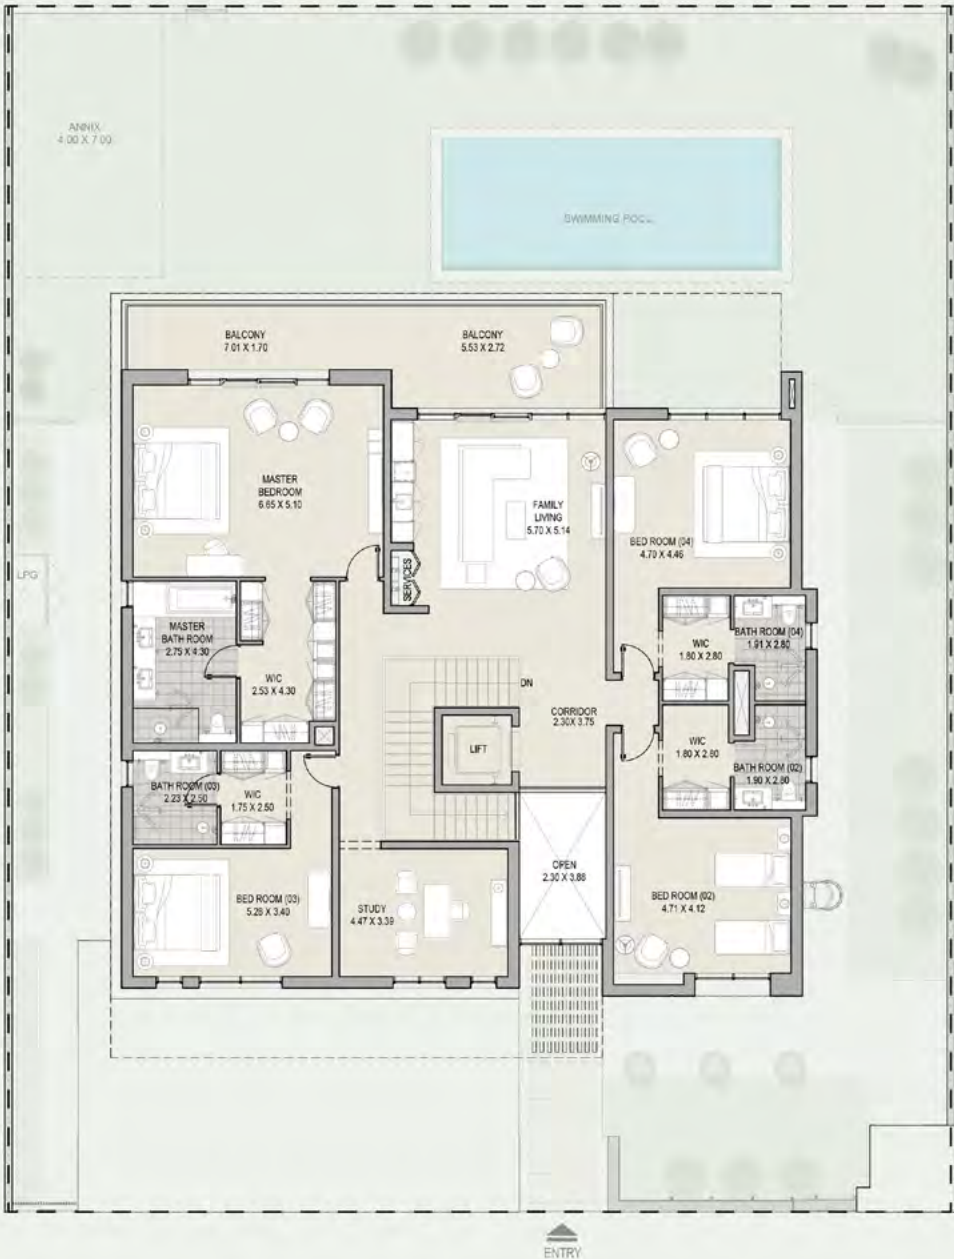 ANNIX
4.00 X 7.00
SWIMMING POOL
BALCONY
7.01 X 1.70
BALCONY
5.53 X 2.72
MASTER
BEDROOM
6.65 X 5.10
FAMILY
LIVING
5.70 X 5.14
BED ROOM (04)
4.70 X 4.46
SERVICES
LPG
MASTER
BATH ROOM
2.75 X 4.30
WIC
2.53 X 4.30
WIC
1.80 X 2.80
BATH ROOM (04)
1.91 X 2.80
DN
CORRIDOR
2.30X 3.75
LIFT
WIC
1.80 X 2.80
BATH ROOM (02)
1.90 X 2.80
BATH ROOM (03)
2.23 X 2.50
WIC
1.75 X 2.50
OPEN
2.30 X 3.88
BED ROOM (03)
5.28 X 3.40
STUDY
4.47 X 3.39
BED ROOM (02)
4.71 X 4.12
ENTRY